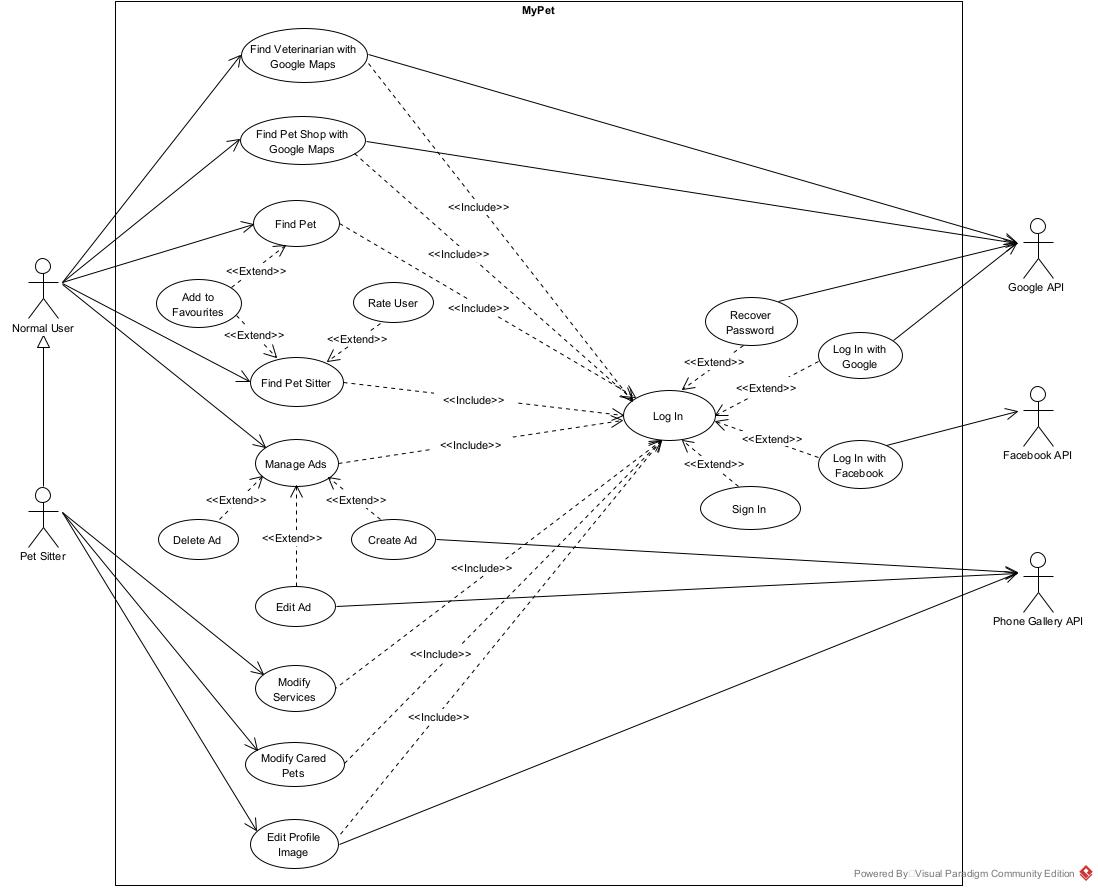 MyPet
Find Veterinarian with
Google Maps
Find Pet Shop with
Google Maps
<<Include>>
Find Pet
<<Include>>
Google API
<<Extend>>
Normal User
Add to
Favourites
Rate User
<<Include>>
Recover
Password
<<Extend>>
<<Extend>>
Log In with
Google
<<Extend>>
Find Pet Sitter
<<Extend>>
<<Include>>
Log In
<<Extend>>
Facebook API
Manage Ads
<<Include>>
<<Extend>>
Log In with
Facebook
<<Extend>>
<<Extend>>
<<Extend>>
Sign In
Delete Ad
<<Extend>>
Create Ad
Pet Sitter
<<Include>>
Edit Ad
Phone Gallery API
<<Include>>
Modify
Services
<<Include>>
Modify Cared
Pets
Edit Profile
Image
Powered By Visual Paradigm Community Edition